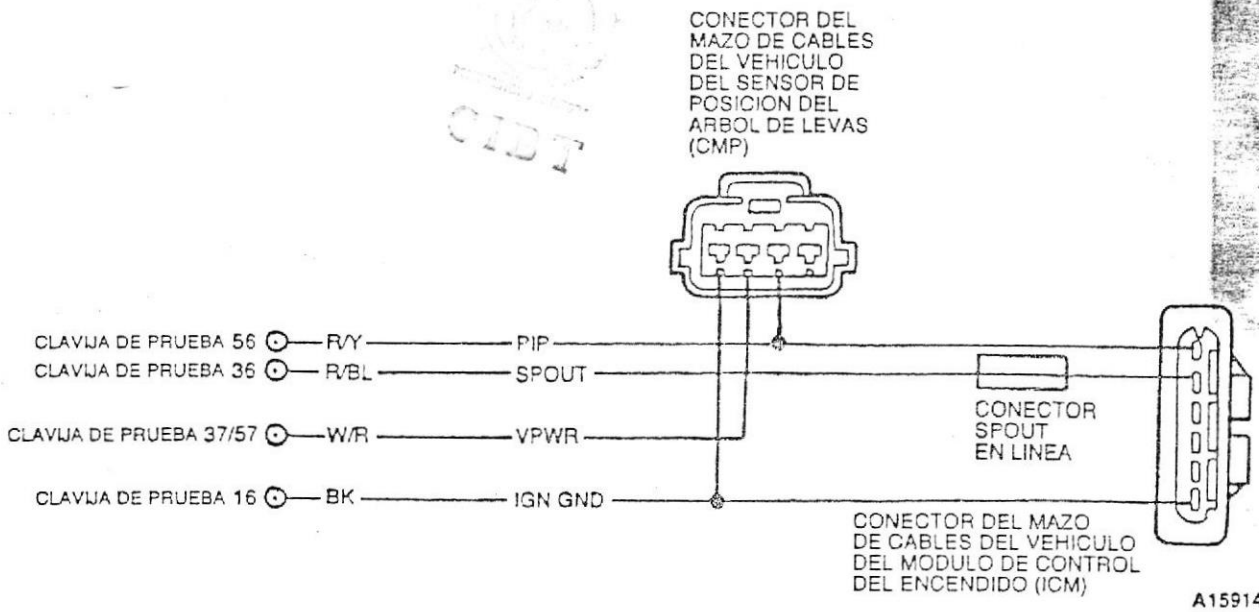 CIDT
CONECTOR DEL
MAZO DE CABLES
DEL VEHICULO
DEL SENSOR DE
POSICION DEL
ARBOL DE LEVAS
(CMP)
CLAVIJA DE PRUEBA 56 R/Y PIP
CLAVIJA DE PRUEBA 36 R/BL SPOUT
CONECTOR
SPOUT
EN LINEA
CLAVIJA DE PRUEBA 37/57 W/R VPWR
CLAVIJA DE PRUEBA 16 BK IGN GND
CONECTOR DEL MAZO
DE CABLES DEL VEHICULO
DEL MODULO DE CONTROL
DEL ENCENDIDO (ICM)
A15914